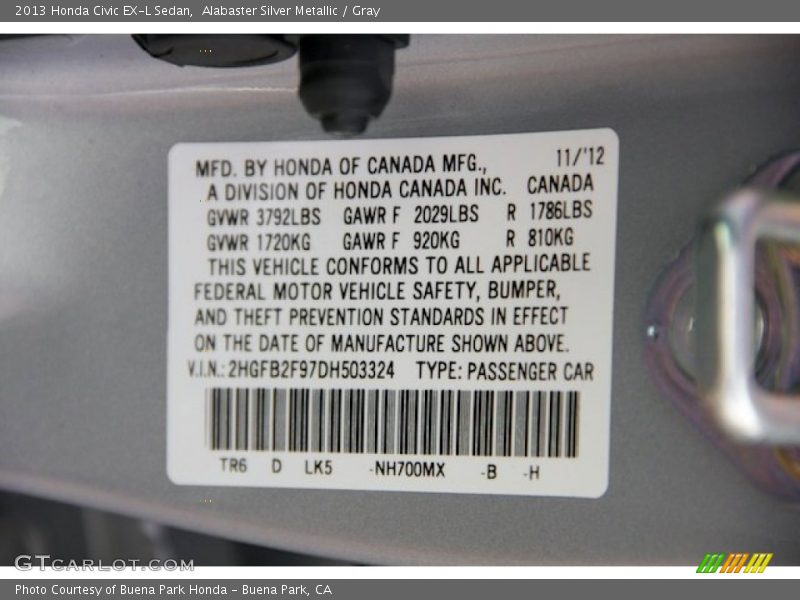 2013 Honda Civic EX-L Sedan,  Alabaster Silver Metallic / Gray
MFD. BY HONDA OF CANADA MFG., 11/'12
A DIVISION OF HONDA CANADA INC. CANADA
GVWR 3792LBS GAWR F 2029LBS R 1786LBS
GVWR 1720KG GAWR F 920KG R 810KG
THIS VEHICLE CONFORMS TO ALL APPLICABLE
FEDERAL MOTOR VEHICLE SAFETY, BUMPER,
AND THEFT PREVENTION STANDARDS IN EFFECT
ON THE DATE OF MANUFACTURE SHOWN ABOVE.
V.I.N.: 2HGFB2F97DH503324 TYPE: PASSENGER CAR
TR6 D LK5 -NH700MX -B -H
GTCARLOT.COM
Photo Courtesy of Buena Park Honda - Buena Park, CA